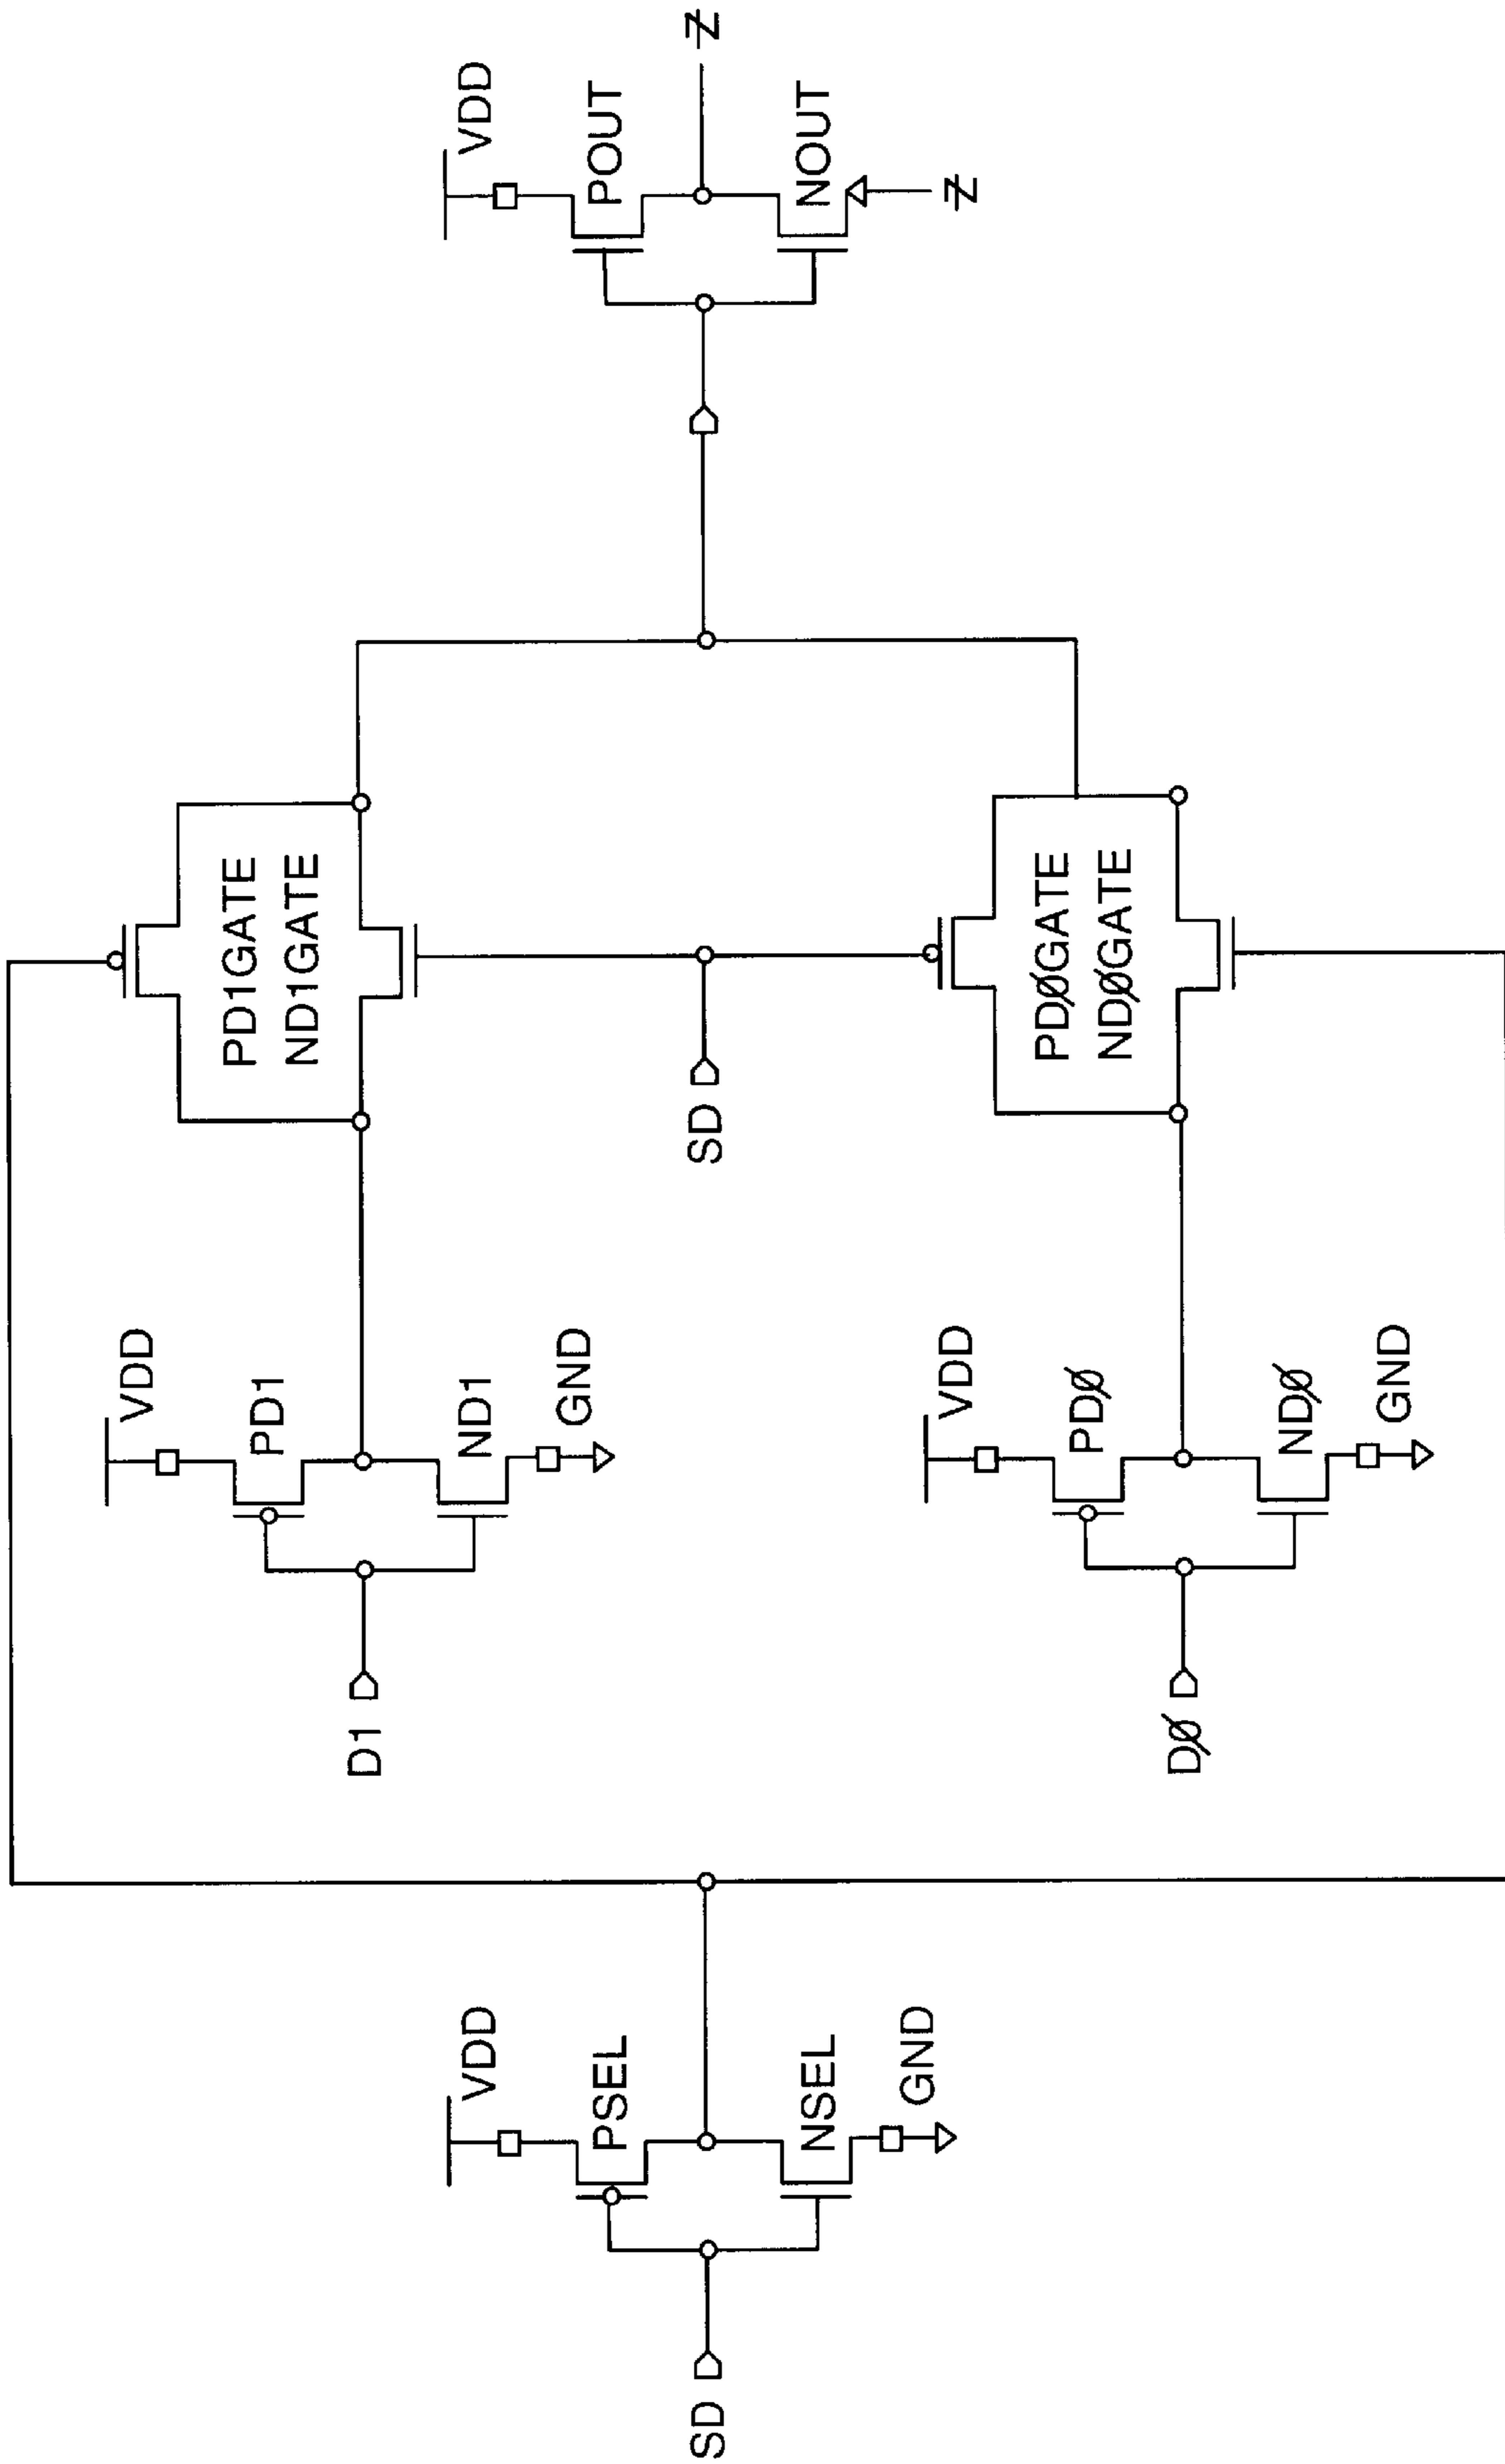 VDD
PD1GATE
ND1GATE
PD1
D1
ND1
GND
VDD
VDD
PSEL
POUT
SD
SD
Ƶ
NSEL
NOUT
GND
Ƶ
VDD
PDØGATE
NDØGATE
PDØ
DØ
NDØ
GND